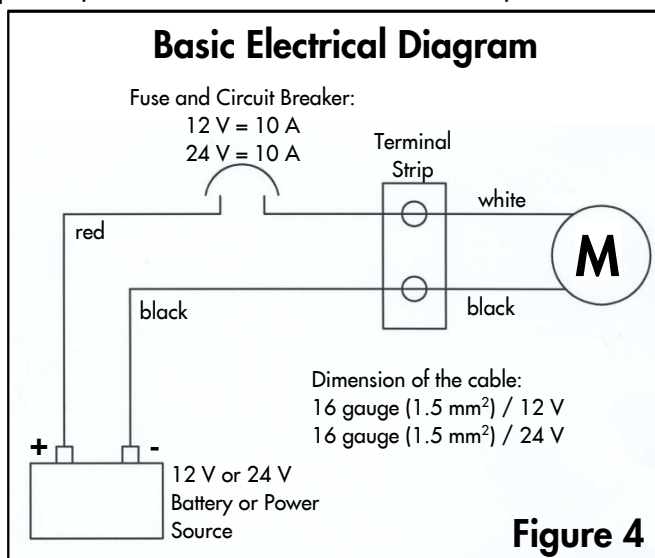 Basic Electrical Diagram
Fuse and Circuit Breaker:
12 V = 10 A
24 V = 10 A
Terminal
Strip
white
red
M
black
black
Dimension of the cable:
16 gauge (1.5 mm²) / 12 V
16 gauge (1.5 mm²) / 24 V
+ -
12 V or 24 V
Battery or Power
Source
Figure 4